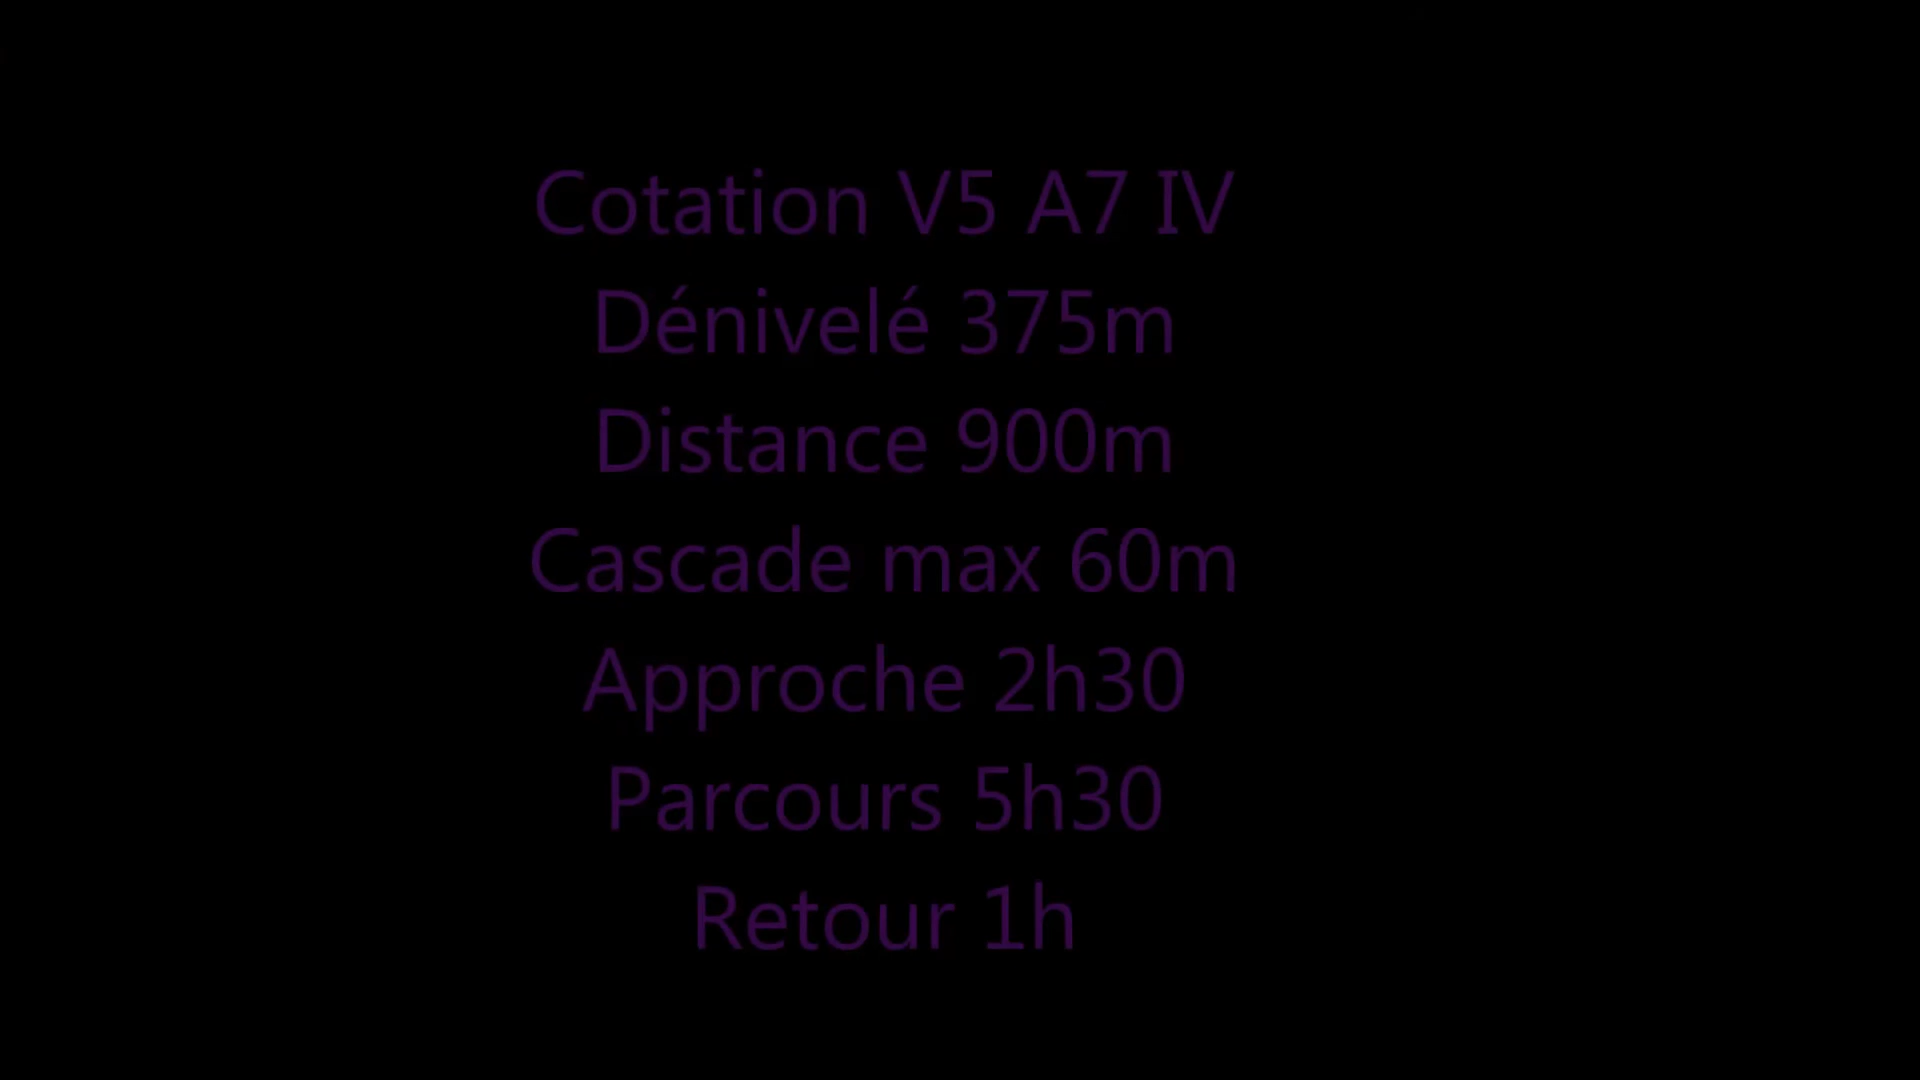 Cotation V5 A7 IV
Dénivelé 375m
Distance 900m
Cascade max 60m
Approche 2h30
Parcours 5h30
Retour 1h